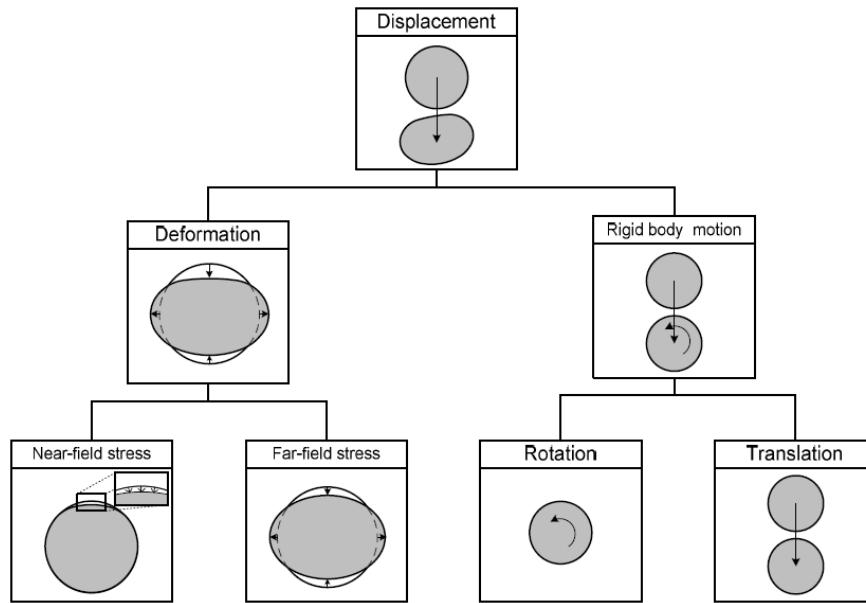 Displacement
Deformation
Rigid body motion
Near-field stress
Far-field stress
Rotation
Translation